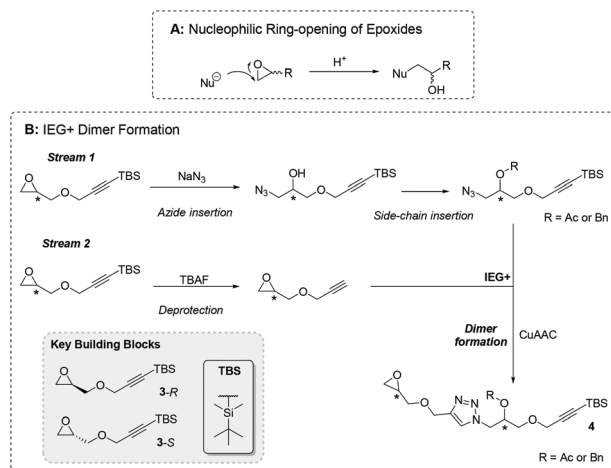 A: Nucleophilic Ring-opening of Epoxides
Nu⊖
O
R
H+
Nu
R
OH
B: IEG+ Dimer Formation
Stream 1
O
*
O
TBS
NaN3
Azide insertion
OH
N3
*
O
TBS
Side-chain insertion
R
O
N3
*
O
TBS
R = Ac or Bn
Stream 2
O
*
O
TBS
TBAF
Deprotection
O
*
O
IEG+
Dimer formation
CuAAC
Key Building Blocks
O
O
TBS
3-R
O
O
TBS
3-S
TBS
Si
O
*
O
N=N
N
R
O
*
O
TBS
4
R = Ac or Bn